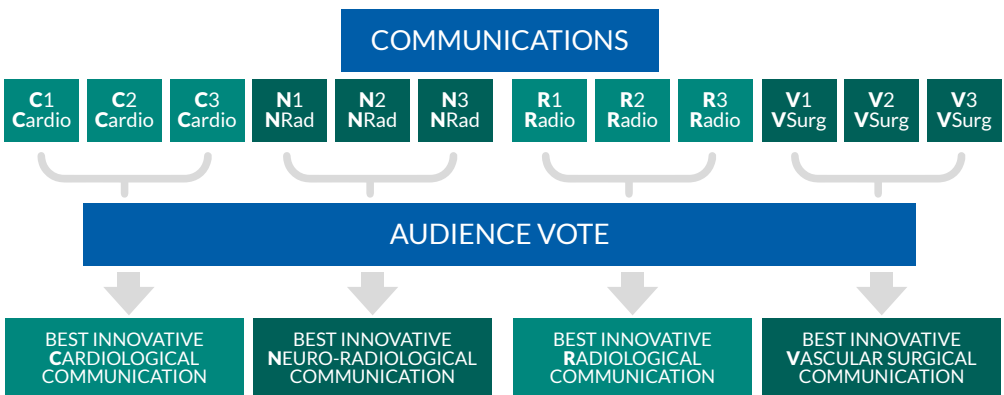 COMMUNICATIONS
C1
Cardio
C2
Cardio
C3
Cardio
N1
NRad
N2
NRad
N3
NRad
R1
Radio
R2
Radio
R3
Radio
V1
VSurg
V2
VSurg
V3
VSurg
AUDIENCE VOTE
BEST INNOVATIVE
CARDIOLOGICAL
COMMUNICATION
BEST INNOVATIVE
NEURO-RADIOLOGICAL
COMMUNICATION
BEST INNOVATIVE
RADIOLOGICAL
COMMUNICATION
BEST INNOVATIVE
VASCULAR SURGICAL
COMMUNICATION